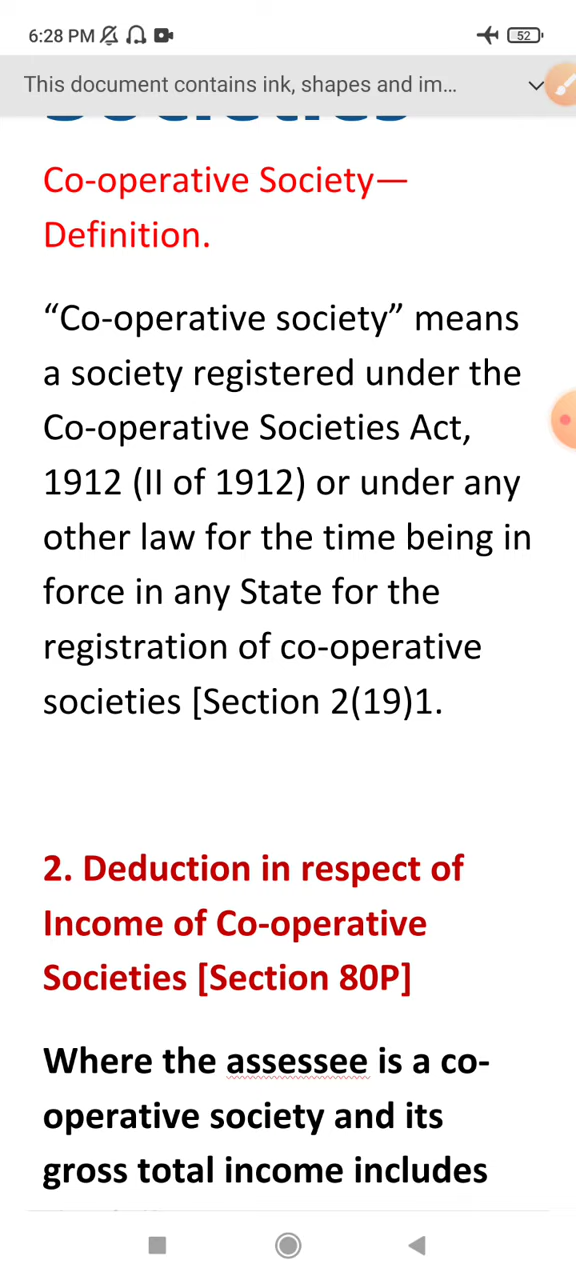 6:28 PM
52
This document contains ink, shapes and im...
Co-operative Society—
Definition.
“Co-operative society” means
a society registered under the
Co-operative Societies Act,
1912 (II of 1912) or under any
other law for the time being in
force in any State for the
registration of co-operative
societies [Section 2(19)1.
2. Deduction in respect of
Income of Co-operative
Societies [Section 80P]
Where the assessee is a co-
operative society and its
gross total income includes